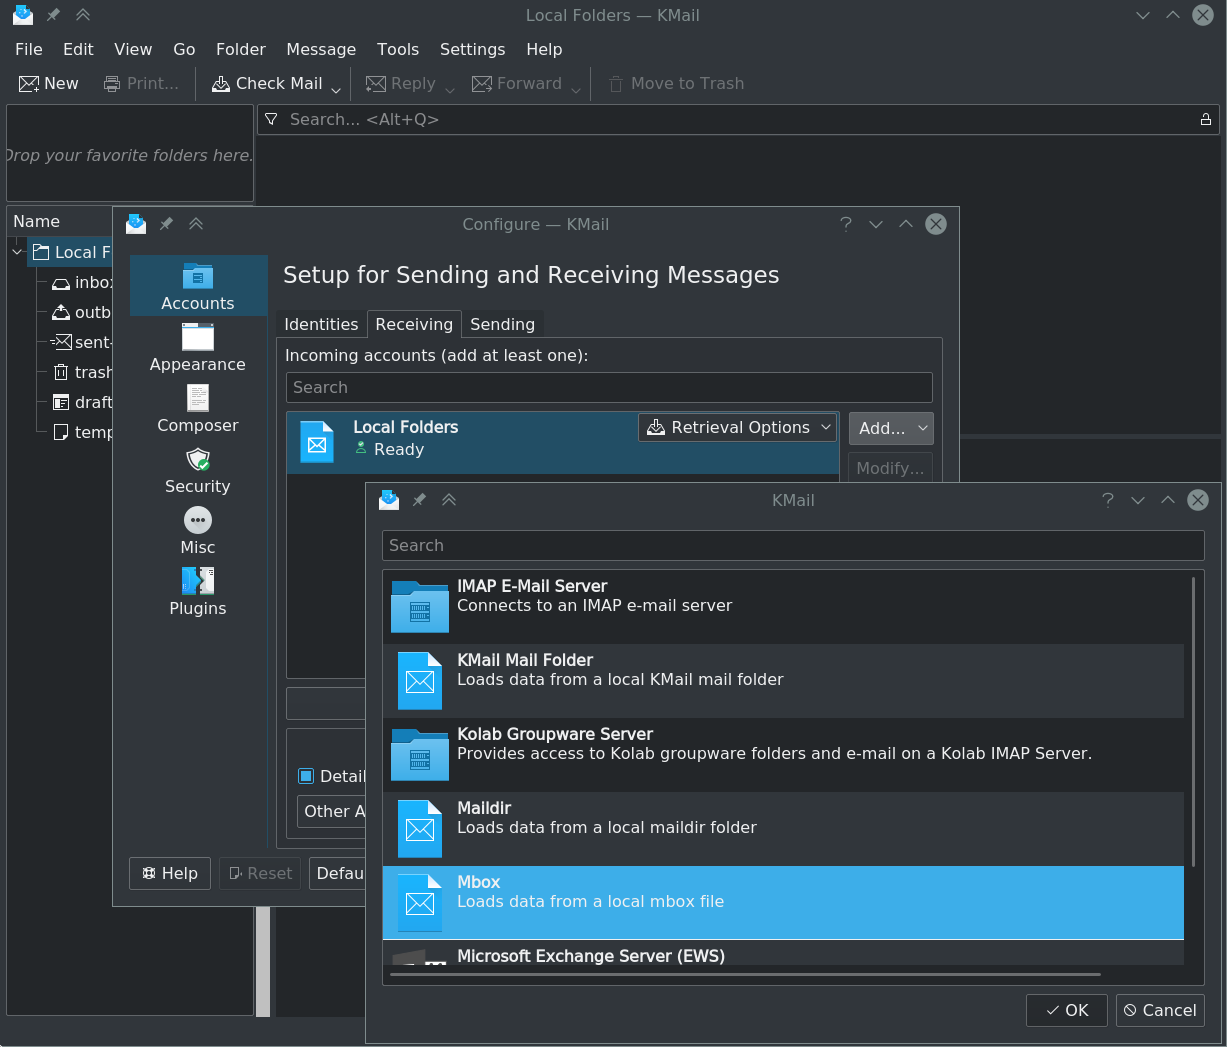 Local Folders — KMail
File Edit View Go Folder Message Tools Settings Help
New Print... Check Mail Reply Forward Move to Trash
Search... <Alt+Q>
Drop your favorite folders here.
Name
Local F
inbox
outb
sent-
trash
draft
temp
Configure — KMail
Accounts
Appearance
Composer
Security
Misc
Plugins
Setup for Sending and Receiving Messages
Identities Receiving Sending
Incoming accounts (add at least one):
Search
Local Folders
Ready
Retrieval Options
Add...
Modify...
Detail
Other A
Help Reset Defau
KMail
Search
IMAP E-Mail Server
Connects to an IMAP e-mail server
KMail Mail Folder
Loads data from a local KMail mail folder
Kolab Groupware Server
Provides access to Kolab groupware folders and e-mail on a Kolab IMAP Server.
Maildir
Loads data from a local maildir folder
Mbox
Loads data from a local mbox file
Microsoft Exchange Server (EWS)
OK Cancel